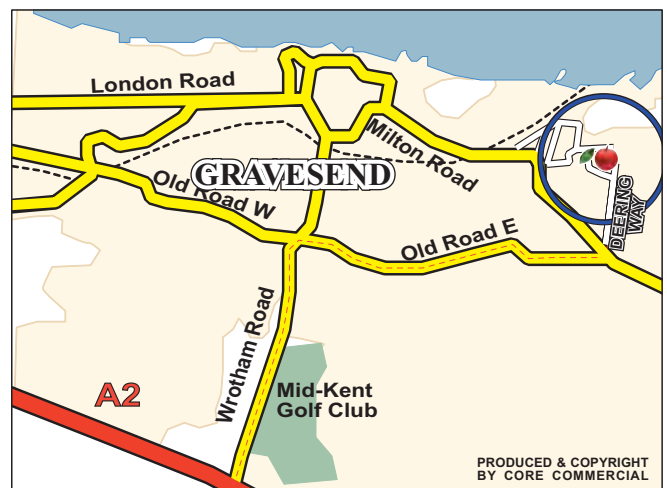 London Road
Milton Road
GRAVESEND
Old Road W
DEERING
WAY
Old Road E
Wrotham Road
A2
Mid-Kent
Golf Club
PRODUCED & COPYRIGHT
BY CORE COMMERCIAL